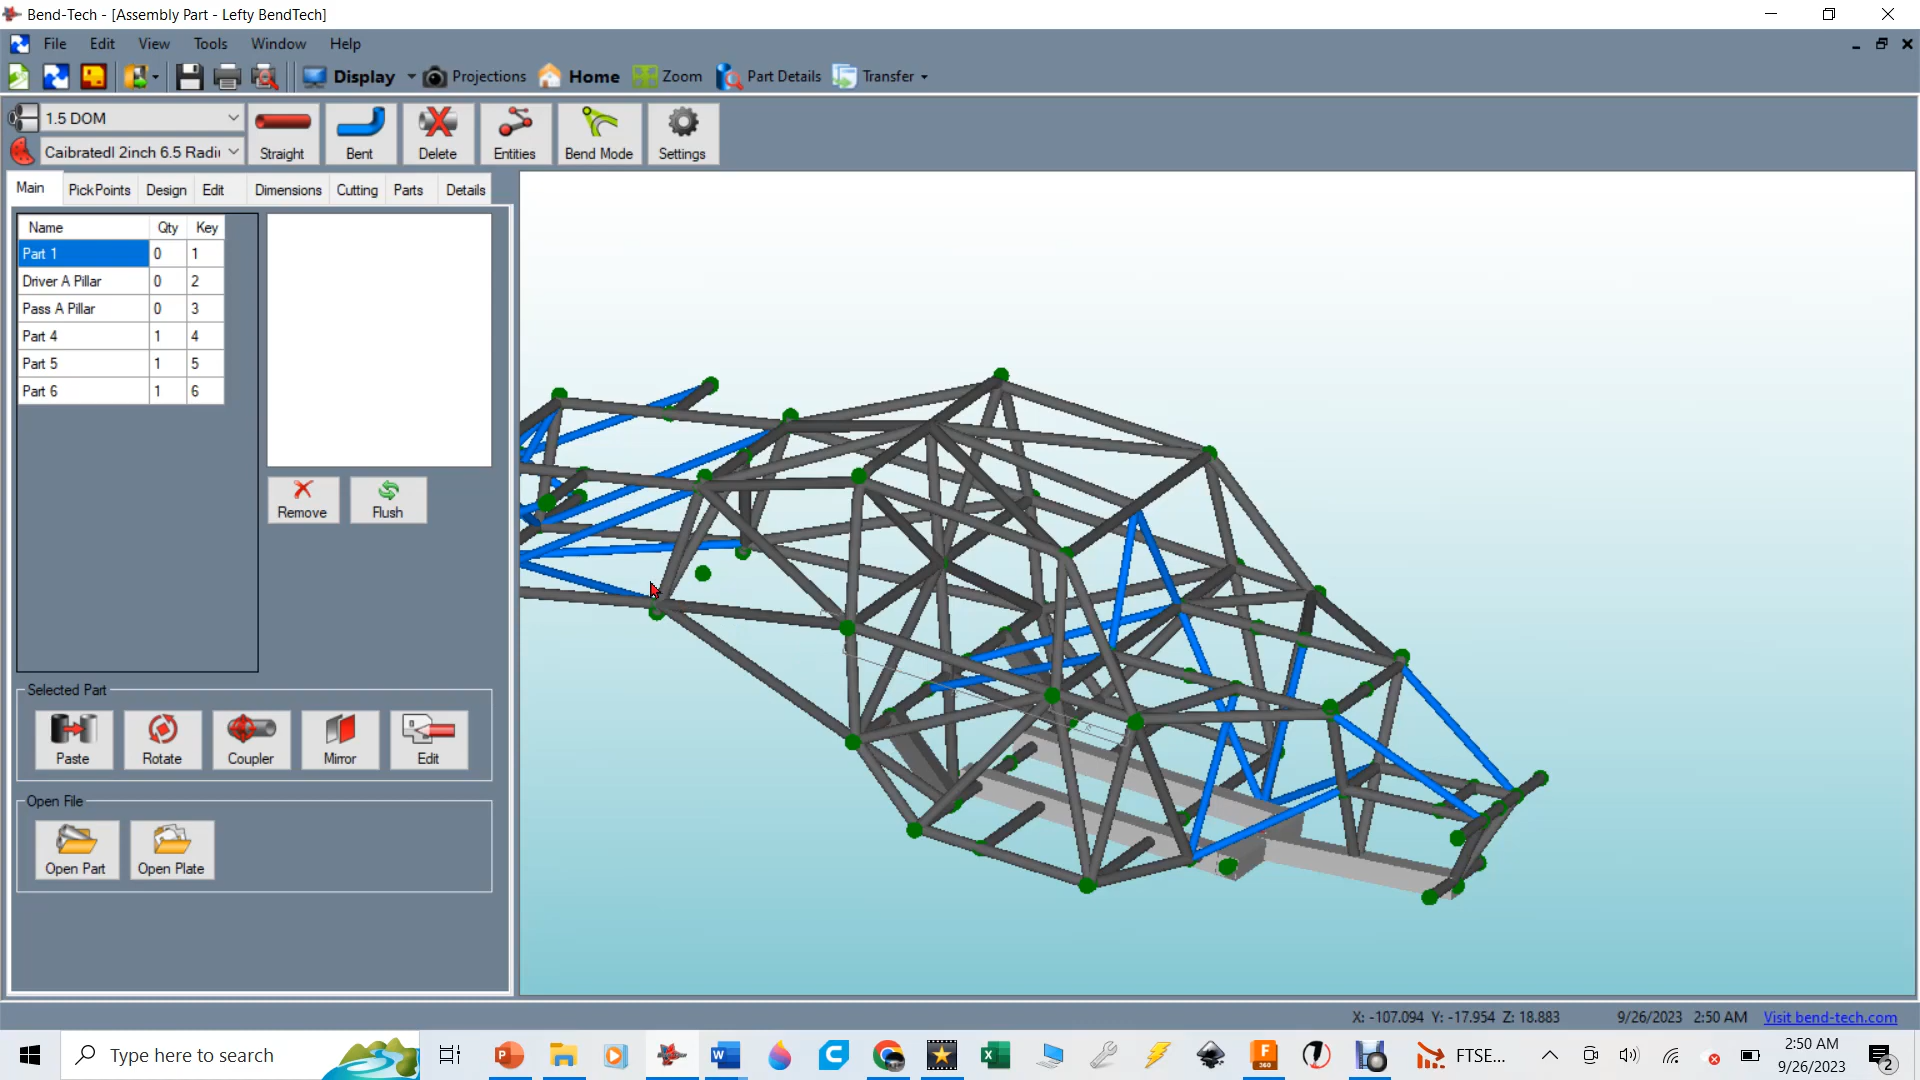 Bend-Tech - [Assembly Part - Lefty BendTech]
File Edit View Tools Window Help
Display Projections Home Zoom Part Details Transfer
1.5 DOM
Caibratedl 2inch 6.5 Radi
Straight Bent Delete Entities Bend Mode Settings
Main PickPoints Design Edit Dimensions Cutting Parts Details
Name Qty Key
Part 1 0 1
Driver A Pillar 0 2
Pass A Pillar 0 3
Part 4 1 4
Part 5 1 5
Part 6 1 6
Remove Flush
Selected Part
Paste Rotate Coupler Mirror Edit
Open File
Open Part Open Plate
X: -107.094 Y: -17.954 Z: 18.883 9/26/2023 2:50 AM Visit bend-tech.com
Type here to search
FTSE...
2:50 AM
9/26/2023
2